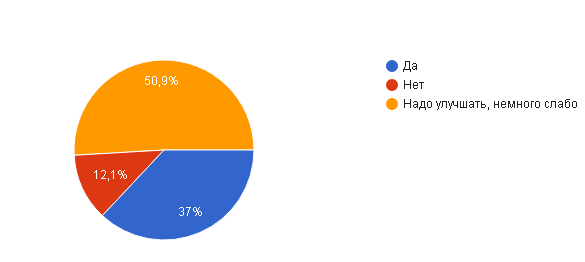 50,9%
12,1%
37%
Да
Нет
Надо улучшать, немного слабо